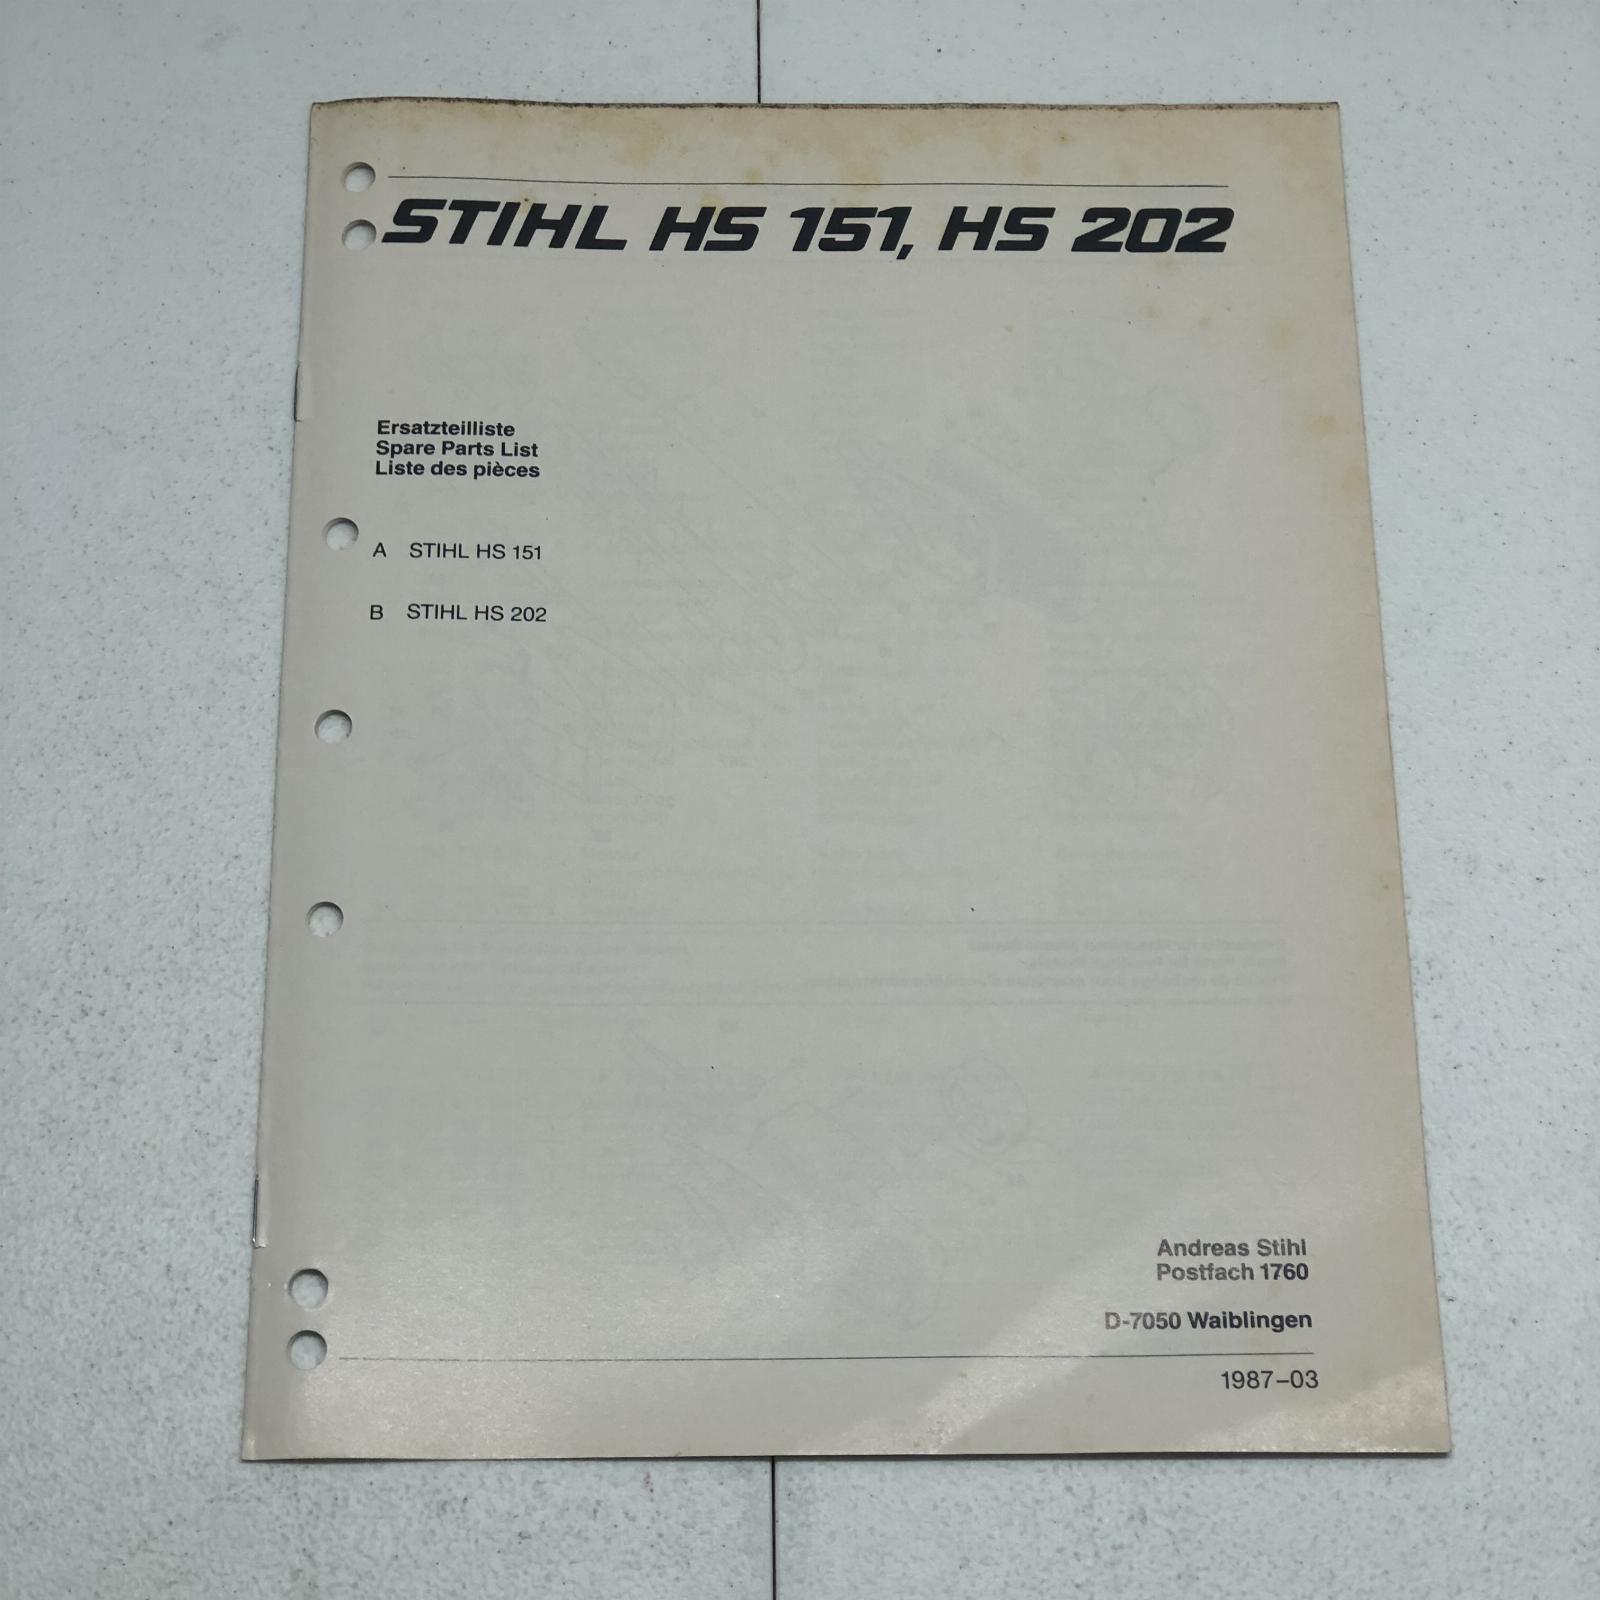 STIHL HS 151, HS 202
Ersatzteilliste
Spare Parts List
Liste des pièces
A STIHL HS 151
B STIHL HS 202
Andreas Stihl
Postfach 1760
D-7050 Waiblingen
1987–03